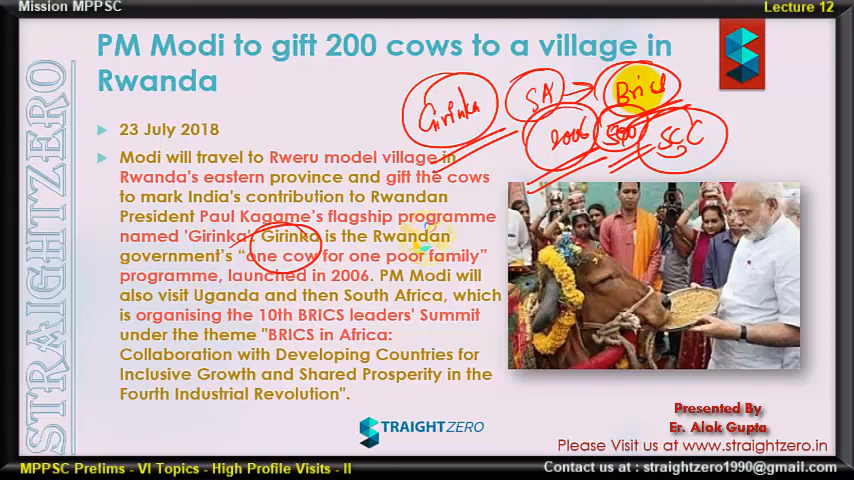 Mission MPPSC
Lecture 12
PM Modi to gift 200 cows to a village in
Rwanda
23 July 2018
Modi will travel to Rweru model village in
Rwanda's eastern province and gift the cows
to mark India's contribution to Rwandan
President Paul Kagame's flagship programme
named 'Girinka'. Girinka is the Rwandan
government's "one cow for one poor family"
programme, launched in 2006. PM Modi will
also visit Uganda and then South Africa, which
is organising the 10th BRICS leaders' Summit
under the theme "BRICS in Africa:
Collaboration with Developing Countries for
Inclusive Growth and Shared Prosperity in the
Fourth Industrial Revolution".
Girinka
SA
Brics
2006
STRAIGHTZERO
STRAIGHTZERO
Presented By
Er. Alok Gupta
Please Visit us at www.straightzero.in
MPPSC Prelims - VI Topics - High Profile Visits - II
Contact us at : straightzero1990@gmail.com